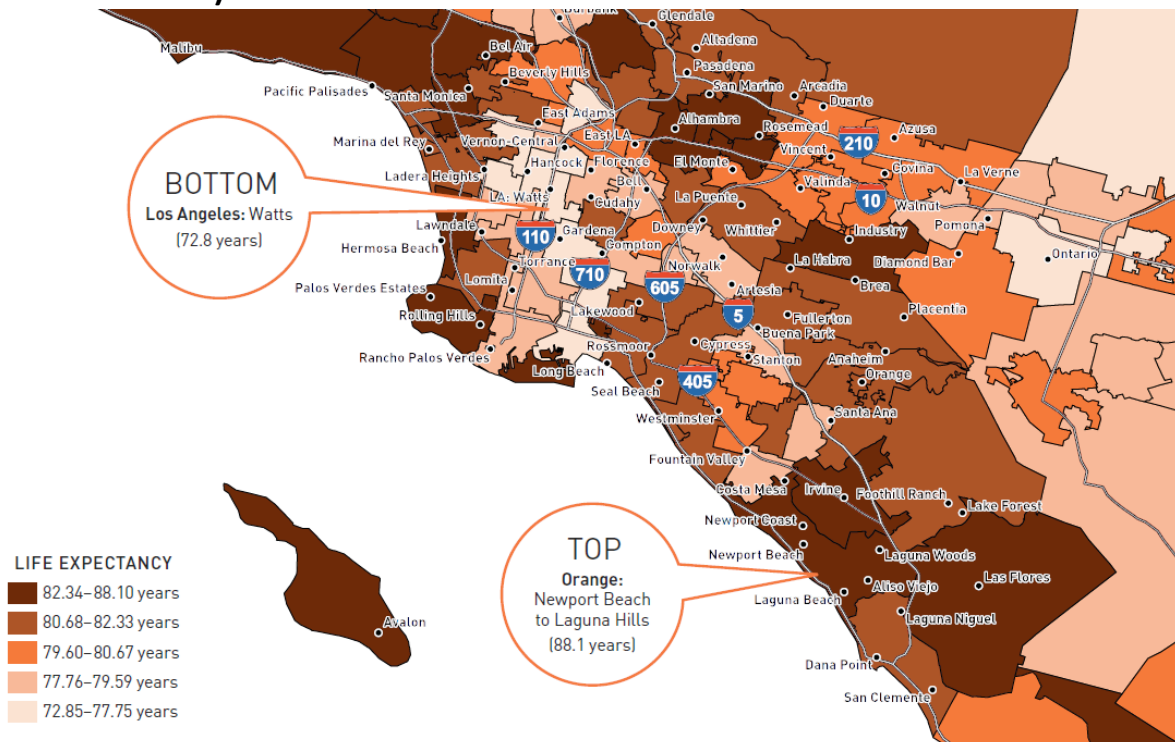 Burbank
Glendale
Malibu
Bel Air
Altadena
Beverly Hills
Pasadena
Pacific Palisades
Santa Monica
San Marino
Arcadia
Duarte
East Adams
Alhambra
Rosemead
210
Azusa
Marina del Rey
Vernon-Central
East LA
Vincent
Hancock
Florence
El Monte
Covina
La Verne
Ladera Heights
Bell
Valinda
LA: Watts
Cudahy
La Puente
10
Walnut
Pomona
BOTTOM
Los Angeles: Watts
(72.8 years)
Lawndale
110
Gardena
Downey
Whittier
Industry
Hermosa Beach
Compton
Diamond Bar
Ontario
Torrance
710
Norwalk
La Habra
Palos Verdes Estates
Lomita
605
Artesia
Brea
Rolling Hills
Lakewood
5
Fullerton
Placentia
Buena Park
Rancho Palos Verdes
Rossmoor
Cypress
Stanton
Anaheim
Long Beach
405
Orange
Seal Beach
Westminster
Santa Ana
Fountain Valley
Costa Mesa
Irvine
Foothill Ranch
Lake Forest
Newport Coast
Newport Beach
Laguna Woods
TOP
Orange:
Newport Beach
to Laguna Hills
(88.1 years)
Aliso Viejo
Las Flores
Laguna Beach
Laguna Niguel
Avalon
Dana Point
San Clemente
LIFE EXPECTANCY
82.34–88.10 years
80.68–82.33 years
79.60–80.67 years
77.76–79.59 years
72.85–77.75 years